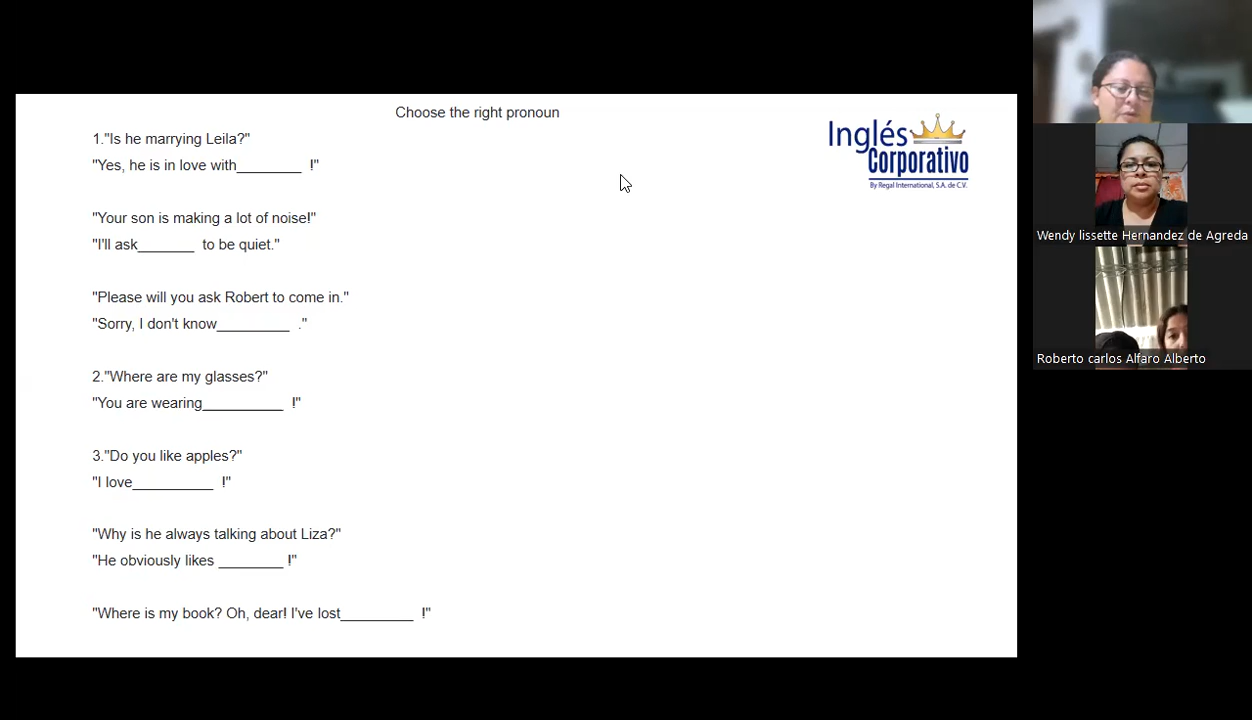 Choose the right pronoun
1."Is he marrying Leila?"
"Yes, he is in love with________ !"
"Your son is making a lot of noise!"
"I'll ask_______ to be quiet."
"Please will you ask Robert to come in."
"Sorry, I don't know_________ ."
2."Where are my glasses?"
"You are wearing__________ !"
3."Do you like apples?"
"I love__________ !"
"Why is he always talking about Liza?"
"He obviously likes ________ !"
"Where is my book? Oh, dear! I've lost_________ !"
Inglés
Corporativo
By Regal International, S.A. de C.V.
Wendy lissette Hernandez de Agreda
Roberto carlos Alfaro Alberto